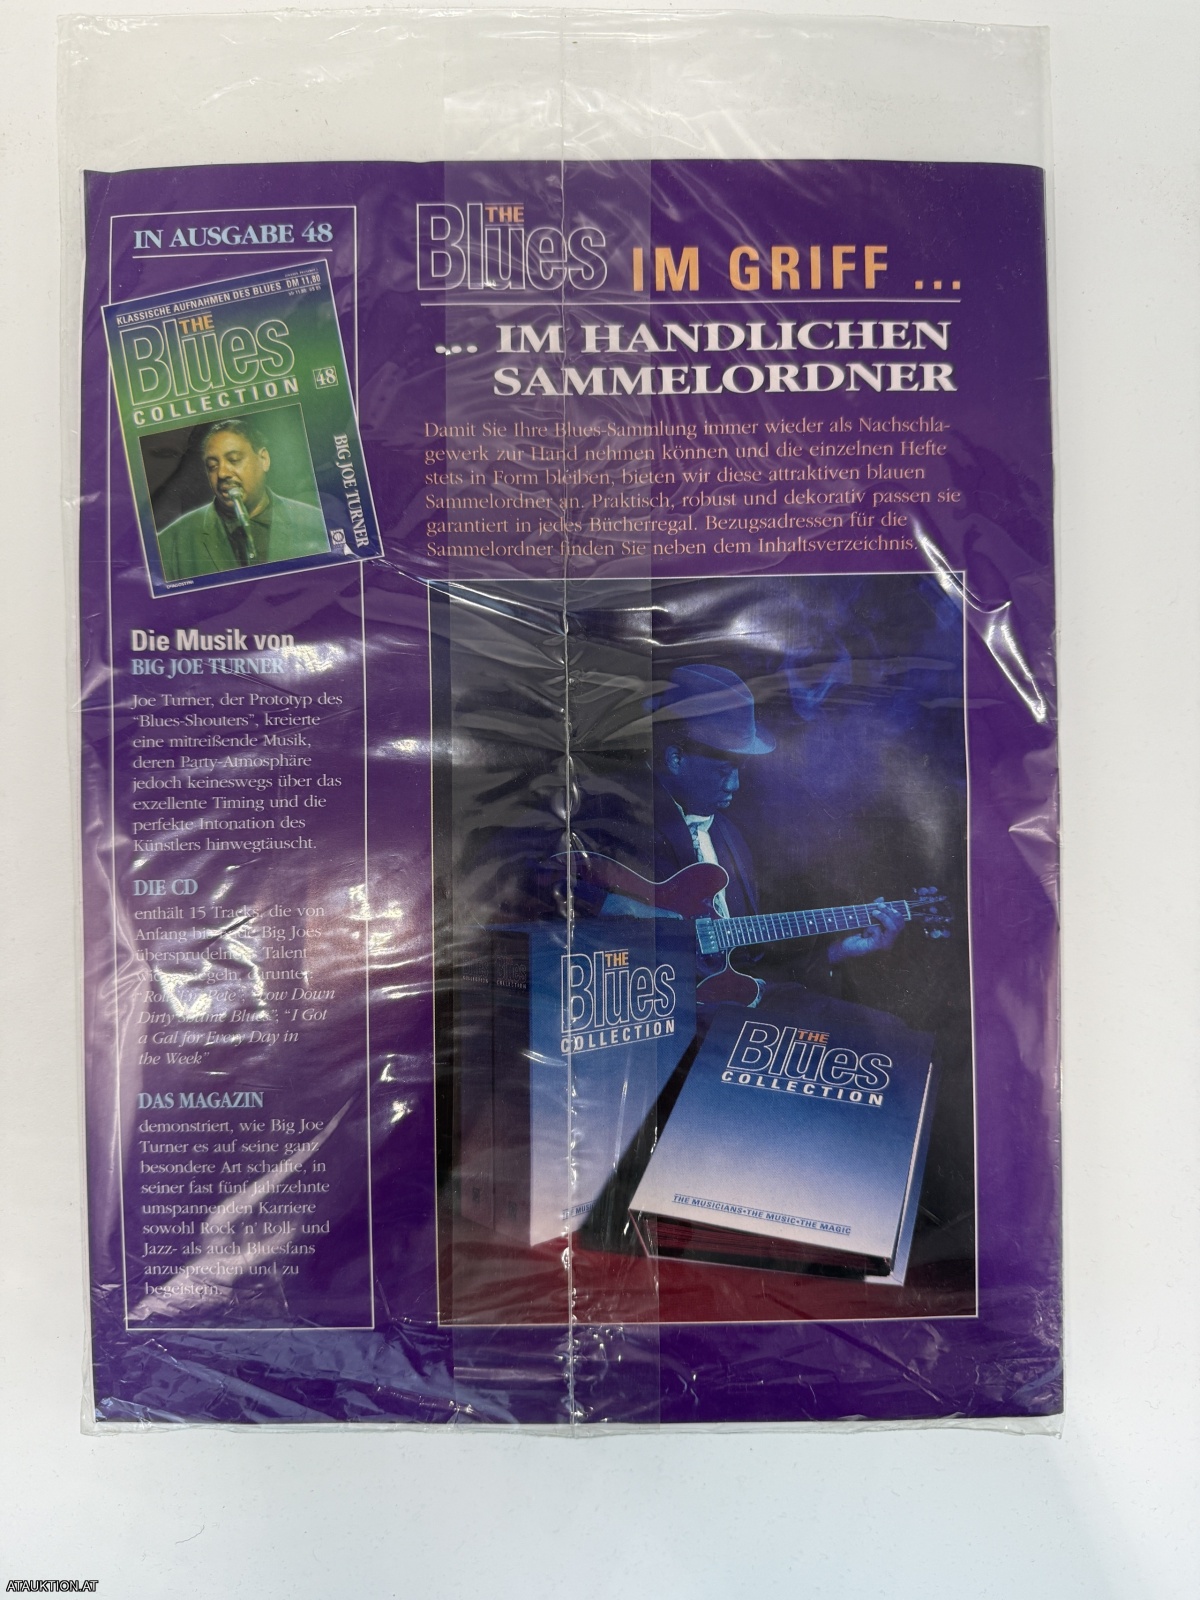 IN AUSGABE 48
KLASSISCHE AUFNAHMEN DES BLUES DM 11,80
THE
Blues
COLLECTION
48
BIG JOE TURNER
Die Musik von
BIG JOE TURNER
Joe Turner, der Prototyp des
“Blues-Shouters”, kreierte
eine mitreißende Musik,
deren Party-Atmosphäre
jedoch keineswegs über das
exzellente Timing und die
perfekte Intonation des
Künstlers hinwegtäuscht.
DIE CD
enthält 15 Tracks, die von
Anfang Big Joes
Talent
darunter:
“Low Down
Dirty Blues”, “I Got
a Gal for Every Day in
the Week”
DAS MAGAZIN
demonstriert, wie Big Joe
Turner es auf seine ganz
besondere Art schaffte, in
seiner fast fünf Jahrzehnte
umspannenden Karriere
sowohl Rock ’n’ Roll- und
Jazz- als auch Bluesfans
anzusprechen und zu
begeistern.
THE
Blues IM GRIFF ...
... IM HANDLICHEN
SAMMELORDNER
Damit Sie Ihre Blues-Sammlung immer wieder als Nachschla-
gewerk zur Hand nehmen können und die einzelnen Hefte
stets in Form bleiben, bieten wir diese attraktiven blauen
Sammelordner an. Praktisch, robust und dekorativ passen sie
garantiert in jedes Bücherregal. Bezugsadressen für die
Sammelordner finden Sie neben dem Inhaltsverzeichnis.
THE
Blues
COLLECTION
THE
Blues
COLLECTION
THE MUSICIANS•THE MUSIC•THE MAGIC
ATAUKTION.AT